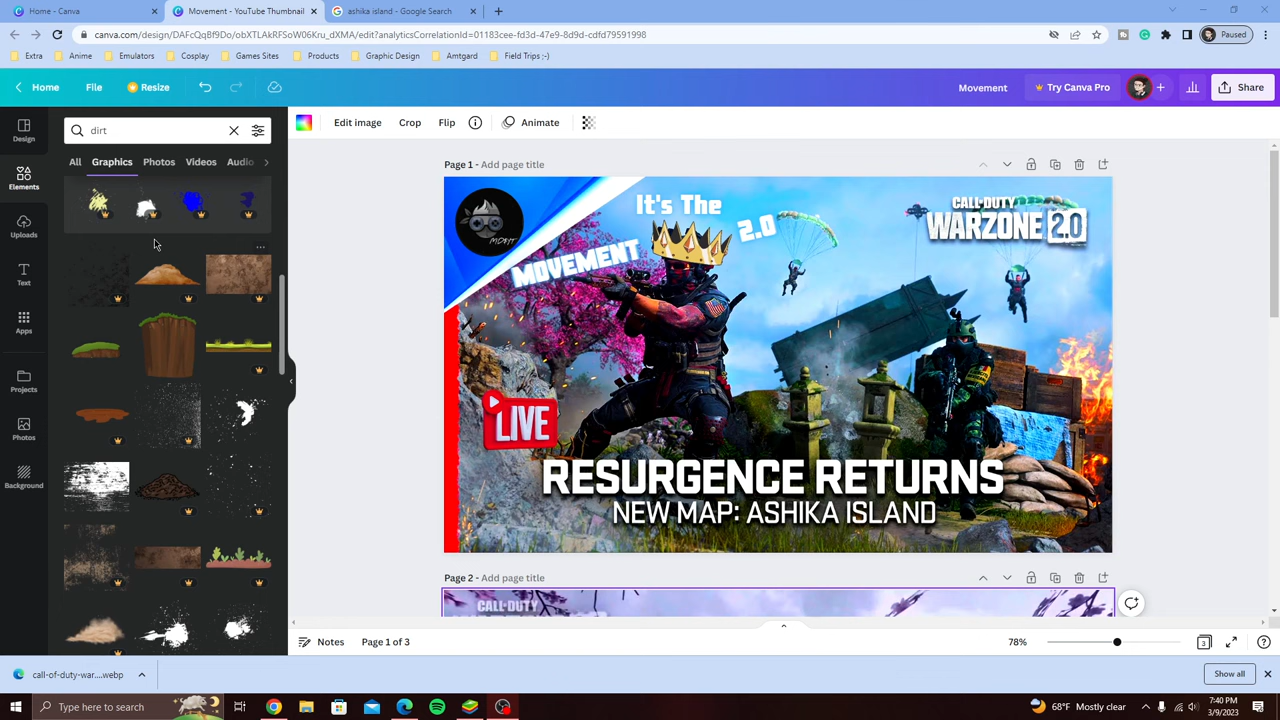 Home - Canva
Movement - YouTube Thumbnail
ashika island - Google Search
canva.com/design/DAFcQqBf9Do/obXTLAkRFSoW06Kru_dXMA/edit?analyticsCorrelationId=01183cee-fd3d-47e9-8d9d-cdfd79591998
Paused
Extra
Anime
Emulators
Cosplay
Games Sites
Products
Graphic Design
Amtgard
Field Trips ;-)
Home
File
Resize
Movement
Try Canva Pro
Share
Design
Elements
Uploads
Text
Apps
Projects
Photos
Background
dirt
All
Graphics
Photos
Videos
Audio
Edit image
Crop
Flip
Animate
Page 1 - Add page title
MOBIT
It's The
MOVEMENT
2.0
CALL OF DUTY
WARZONE 2.0
LIVE
RESURGENCE RETURNS
NEW MAP: ASHIKA ISLAND
Page 2 - Add page title
CALL OF DUTY
Notes
Page 1 of 3
78%
3
call-of-duty-war....webp
Show all
Type here to search
68°F Mostly clear
7:40 PM
3/9/2023